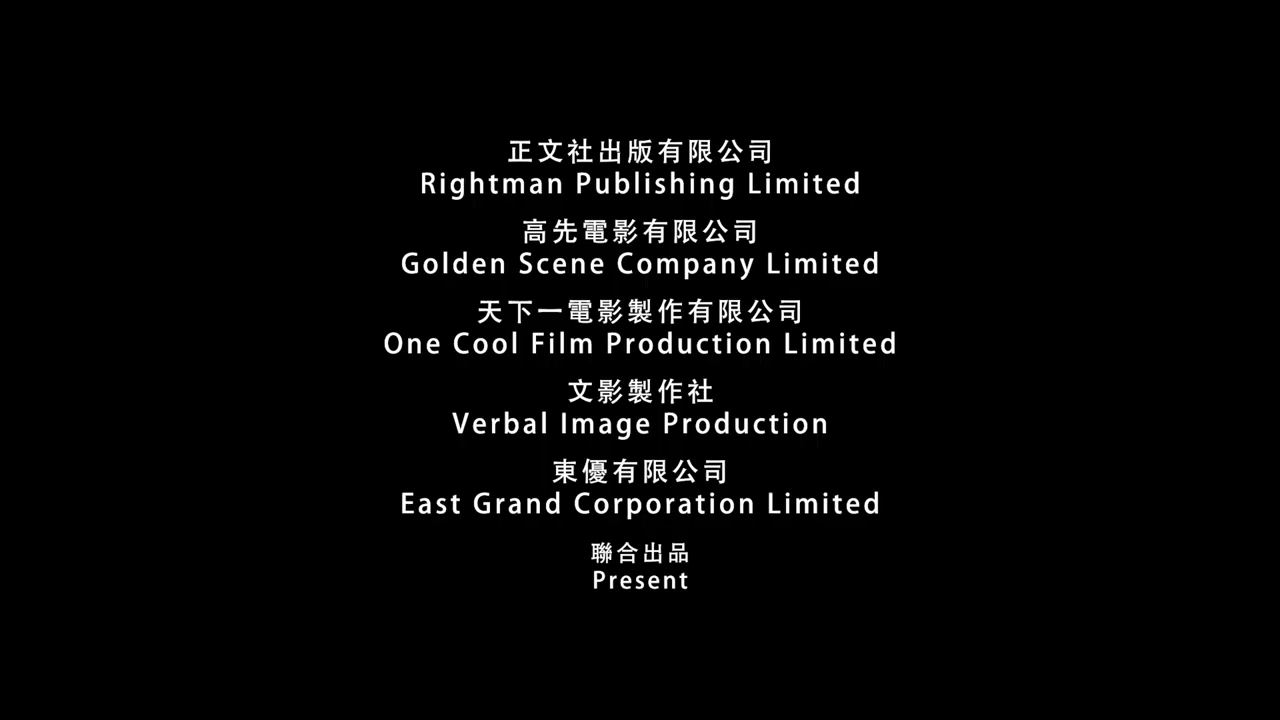 正文社出版有限公司
Rightman Publishing Limited
高先電影有限公司
Golden Scene Company Limited
天下一電影製作有限公司
One Cool Film Production Limited
文影製作社
Verbal Image Production
東優有限公司
East Grand Corporation Limited
聯合出品
Present